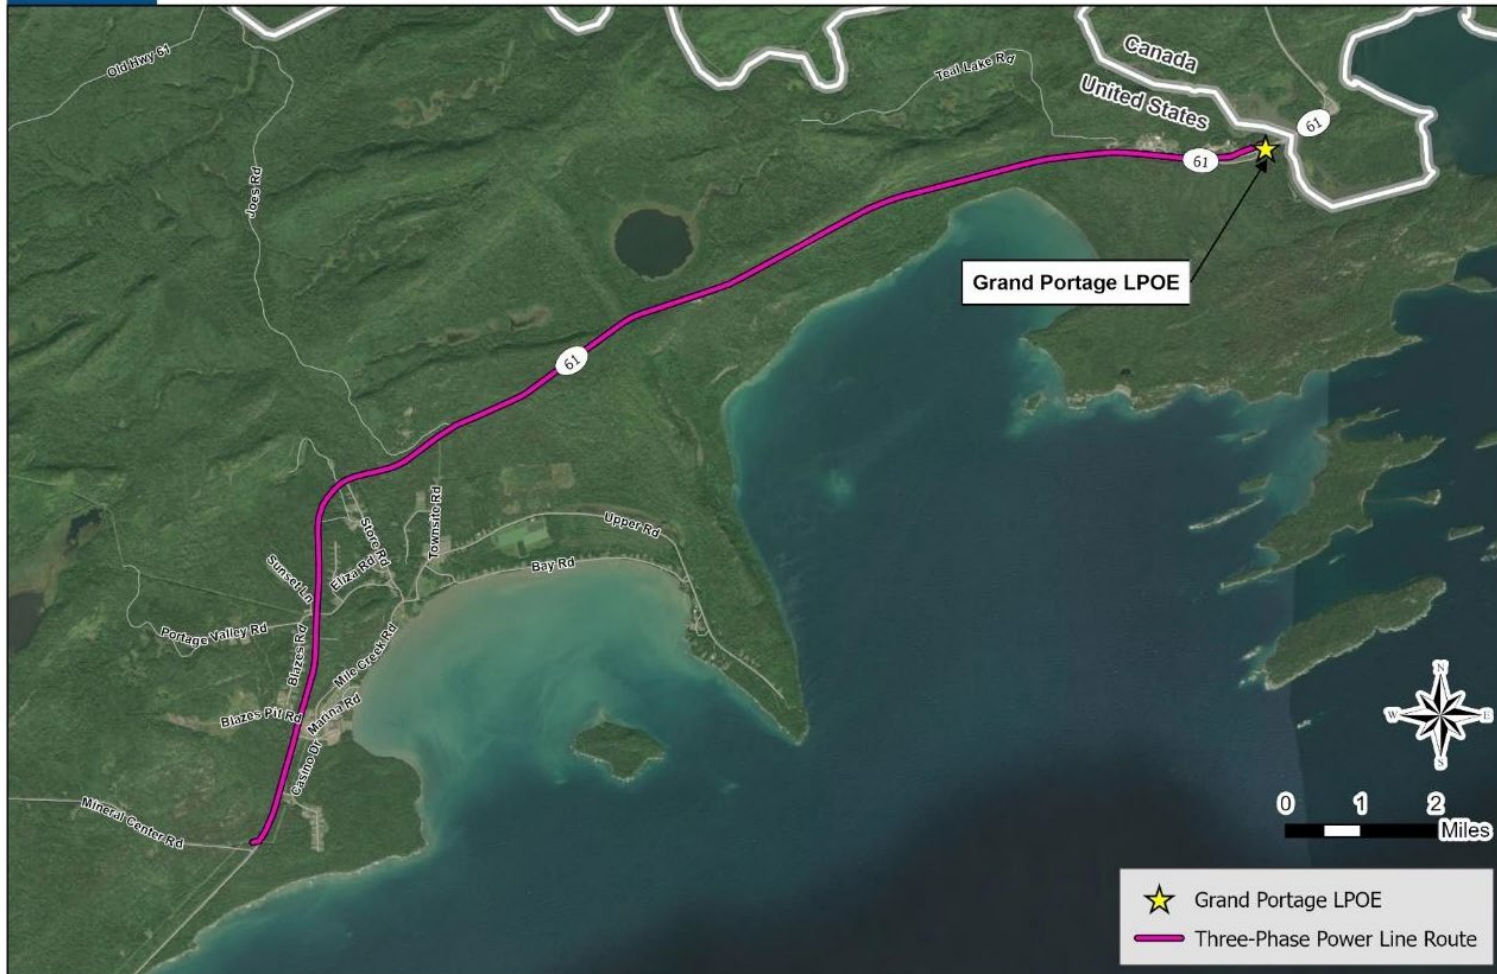 Old Hwy 61
Teal Lake Rd
Canada
United States
61
61
Joes Rd
Grand Portage LPOE
61
Store Rd
Townsite Rd
Upper Rd
Bay Rd
Eliza Rd
Sunset Ln
Portage Valley Rd
Blazes Rd
Mile Creek Rd
Marina Rd
Blazes Pit Rd
Casino Dr
Mineral Center Rd
N
W E
S
0 1 2
Miles
Grand Portage LPOE
Three-Phase Power Line Route